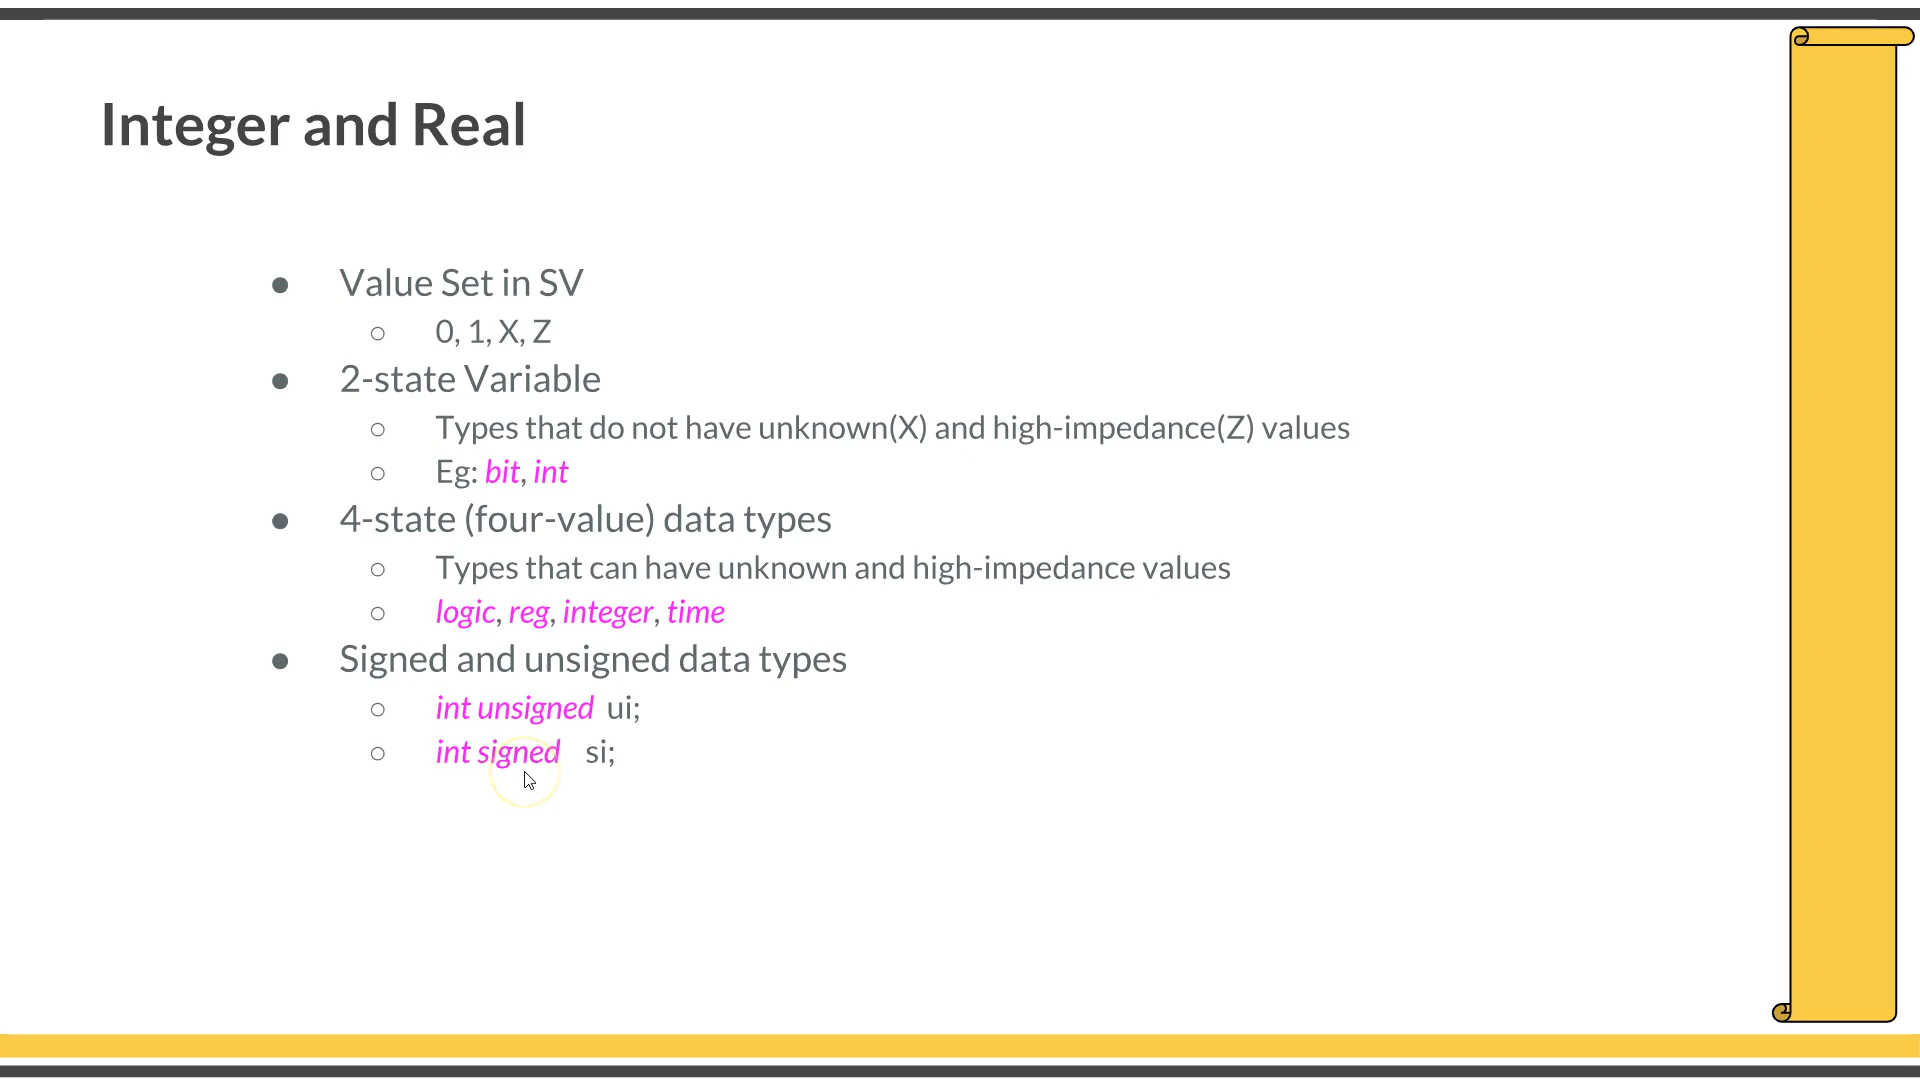 Integer and Real
● Value Set in SV
○ 0, 1, X, Z
● 2-state Variable
○ Types that do not have unknown(X) and high-impedance(Z) values
○ Eg: bit, int
● 4-state (four-value) data types
○ Types that can have unknown and high-impedance values
○ logic, reg, integer, time
● Signed and unsigned data types
○ int unsigned ui;
○ int signed si;